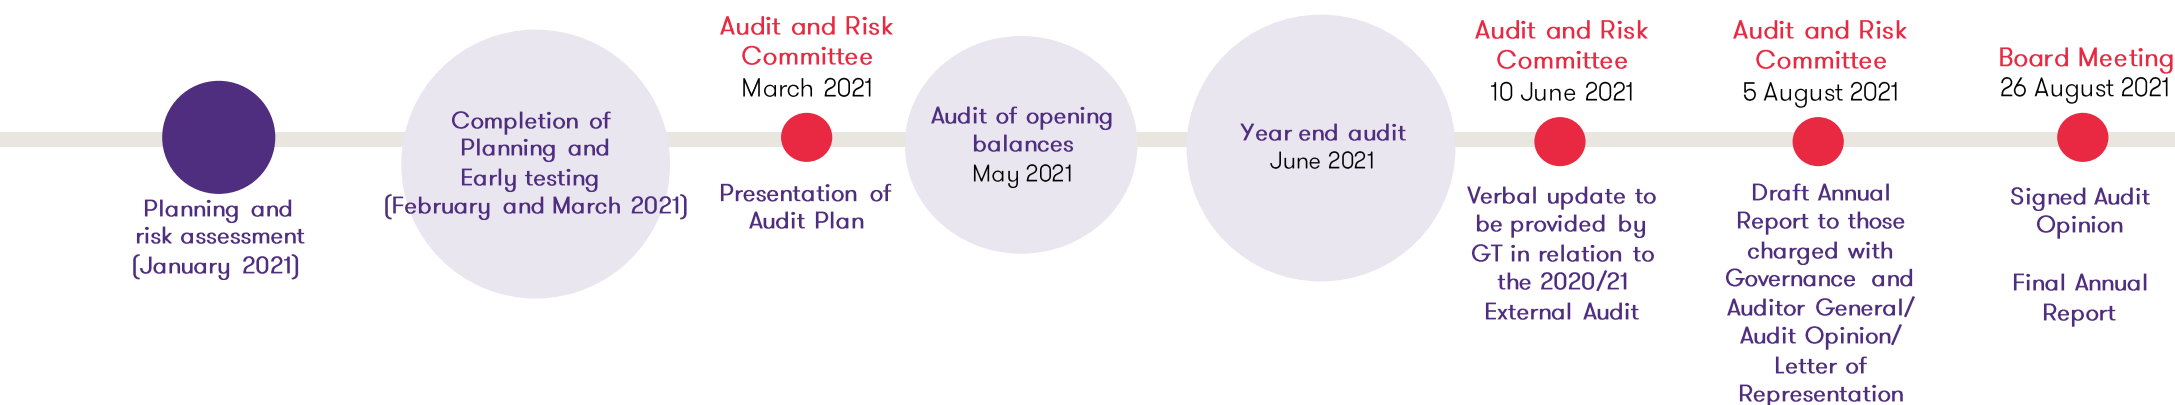 Planning and
risk assessment
(January 2021)
Completion of
Planning and
Early testing
(February and March 2021)
Audit and Risk
Committee
March 2021
Presentation of
Audit Plan
Audit of opening
balances
May 2021
Year end audit
June 2021
Audit and Risk
Committee
10 June 2021
Verbal update to
be provided by
GT in relation to
the 2020/21
External Audit
Audit and Risk
Committee
5 August 2021
Draft Annual
Report to those
charged with
Governance and
Auditor General/
Audit Opinion/
Letter of
Representation
Board Meeting
26 August 2021
Signed Audit
Opinion
Final Annual
Report